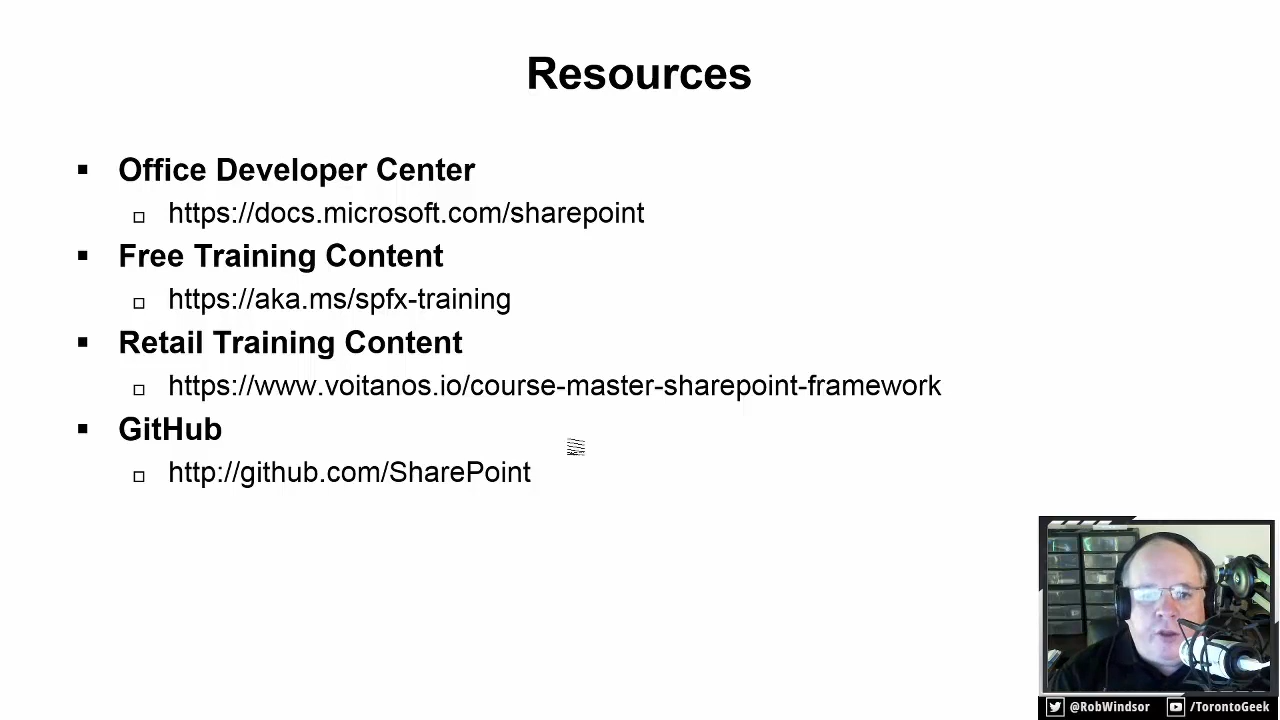 Resources
Office Developer Center
https://docs.microsoft.com/sharepoint
Free Training Content
https://aka.ms/spfx-training
Retail Training Content
https://www.voitanos.io/course-master-sharepoint-framework
GitHub
http://github.com/SharePoint
@RobWindsor
/TorontoGeek